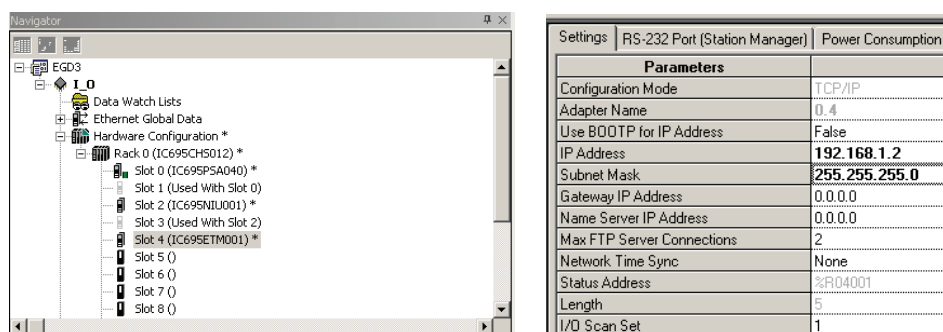 Navigator
EGD3
I_O
Data Watch Lists
Ethernet Global Data
Hardware Configuration *
Rack 0 (IC695CHS012) *
Slot 0 (IC695PSA040) *
Slot 1 (Used With Slot 0)
Slot 2 (IC695NIU001) *
Slot 3 (Used With Slot 2)
Slot 4 (IC695ETM001) *
Slot 5 ()
Slot 6 ()
Slot 7 ()
Slot 8 ()
Settings RS-232 Port (Station Manager) Power Consumption
Parameters
Configuration Mode TCP/IP
Adapter Name 0.4
Use BOOTP for IP Address False
IP Address 192.168.1.2
Subnet Mask 255.255.255.0
Gateway IP Address 0.0.0.0
Name Server IP Address 0.0.0.0
Max FTP Server Connections 2
Network Time Sync None
Status Address %R04001
Length 5
I/O Scan Set 1